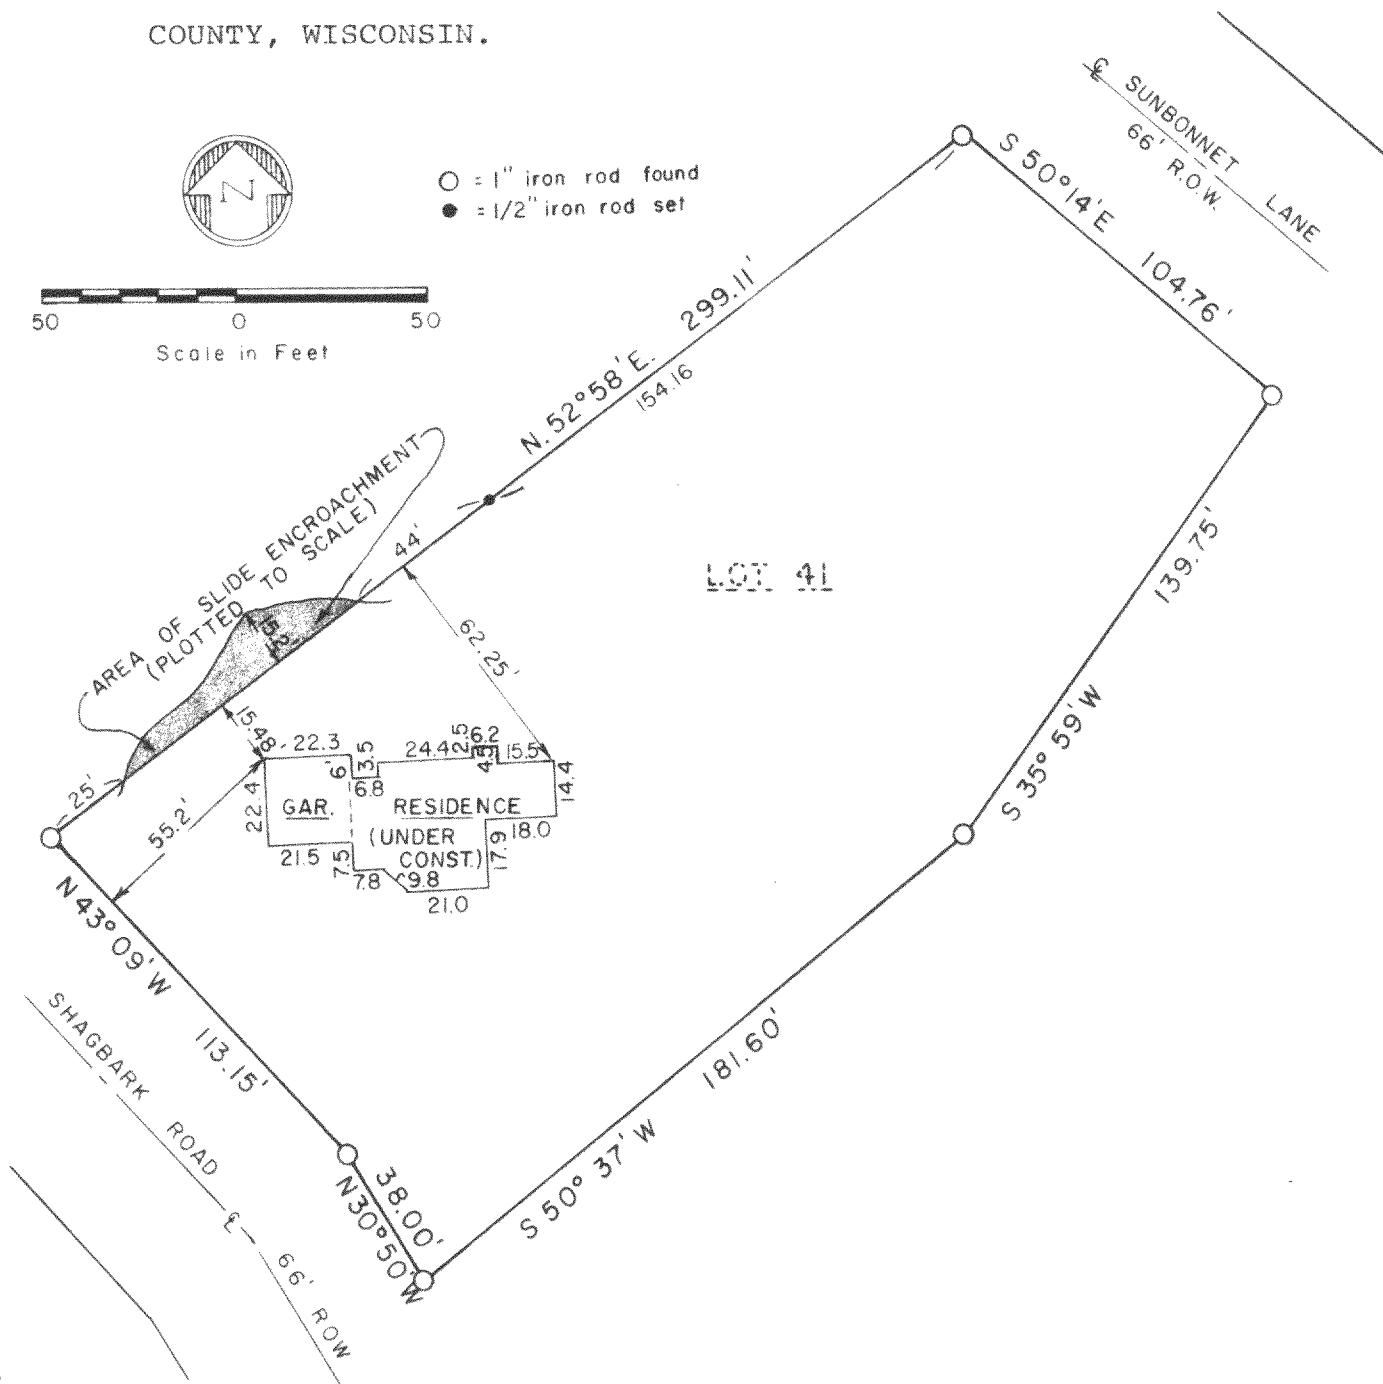 COUNTY, WISCONSIN.
N
= 1" iron rod found
= 1/2" iron rod set
50 0 50
Scale in Feet
℄ SUNBONNET LANE
66' R.O.W.
S 50°14'E 104.76'
N. 52°58'E. 299.11'
154.16
AREA OF SLIDE ENCROACHMENT
(PLOTTED TO SCALE)
44'
15.2'
62.25'
LOT 41
139.75'
S 35° 59' W
15.48'
25'
55.2'
22.3
6'
3.5
6.8
24.4
2.5
6.2
4.5
15.5
14.4
22.4
GAR.
RESIDENCE
(UNDER
CONST.)
18.0
17.9
21.5
7.5
7.8
9.8
21.0
N 43°09'W
113.15'
SHAGBARK ROAD ℄ 66' ROW
38.00'
N30°50'W
S 50° 37' W
181.60'